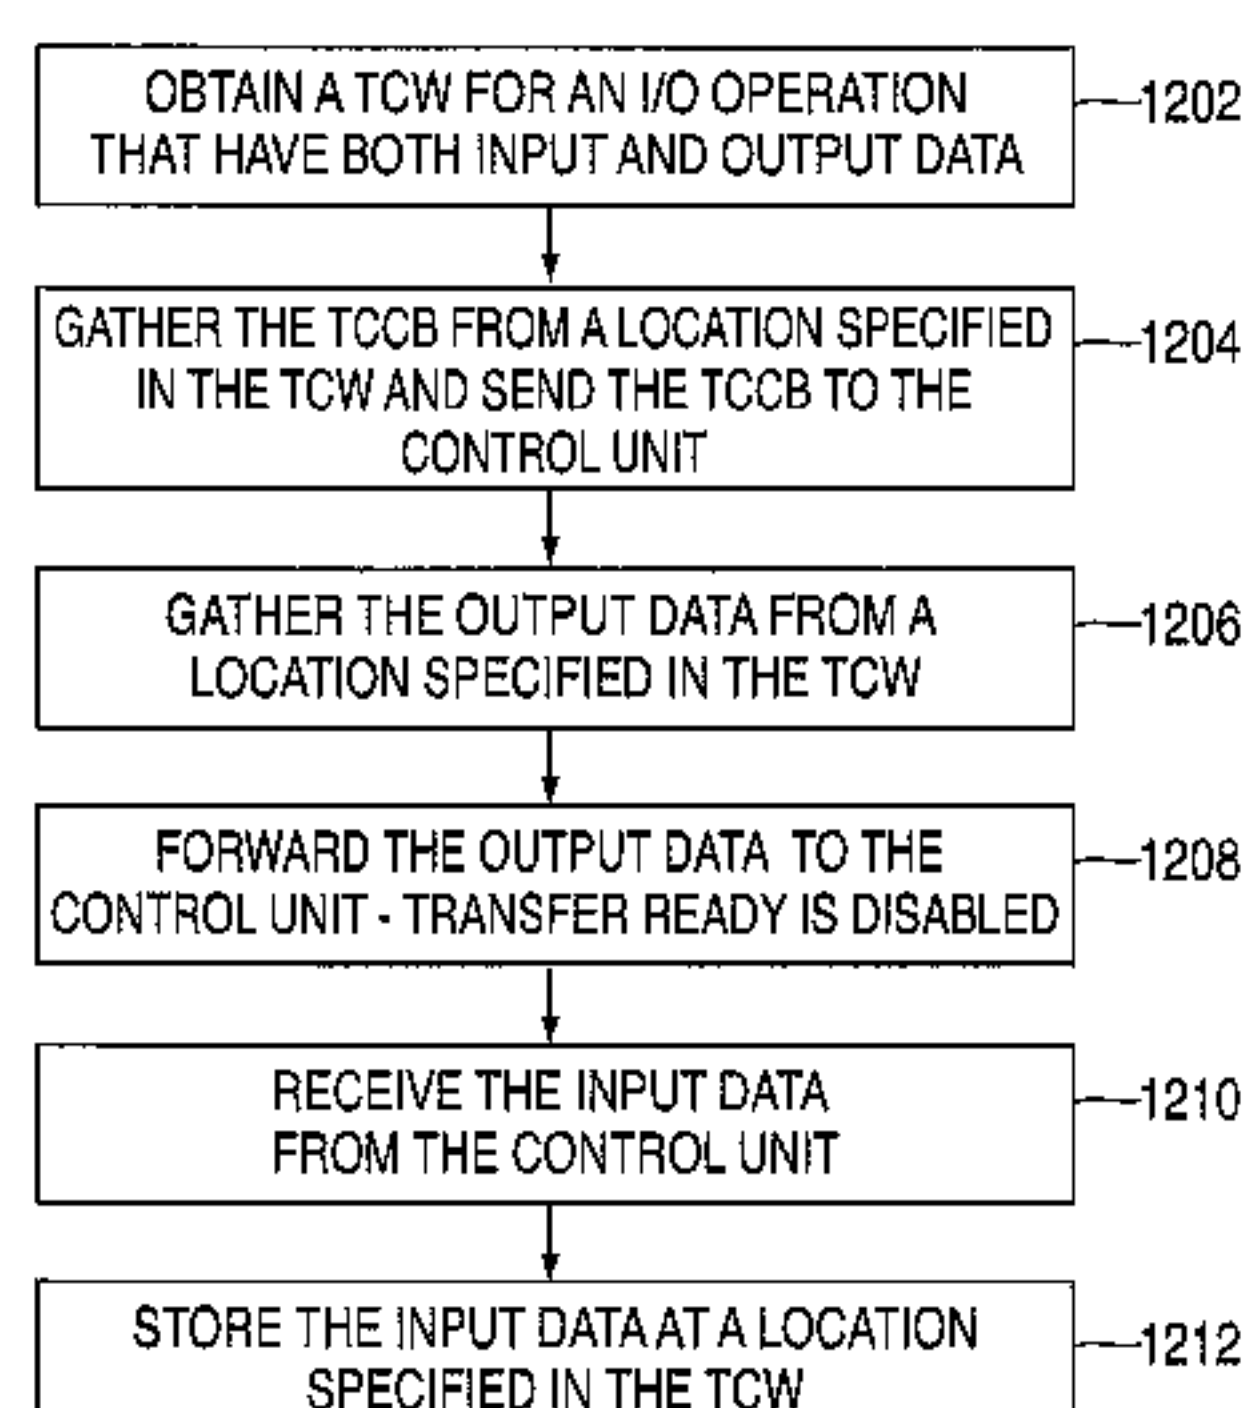 OBTAIN A TCW FOR AN I/O OPERATION
THAT HAVE BOTH INPUT AND OUTPUT DATA
1202
GATHER THE TCCB FROM A LOCATION SPECIFIED
IN THE TCW AND SEND THE TCCB TO THE
CONTROL UNIT
1204
GATHER THE OUTPUT DATA FROM A
LOCATION SPECIFIED IN THE TCW
1206
FORWARD THE OUTPUT DATA TO THE
CONTROL UNIT - TRANSFER READY IS DISABLED
1208
RECEIVE THE INPUT DATA
FROM THE CONTROL UNIT
1210
STORE THE INPUT DATA AT A LOCATION
SPECIFIED IN THE TCW
1212